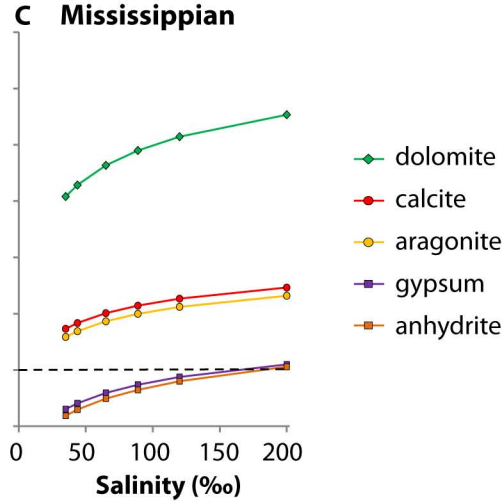 C Mississippian
dolomite
calcite
aragonite
gypsum
anhydrite
0 50 100 150 200
Salinity (‰)